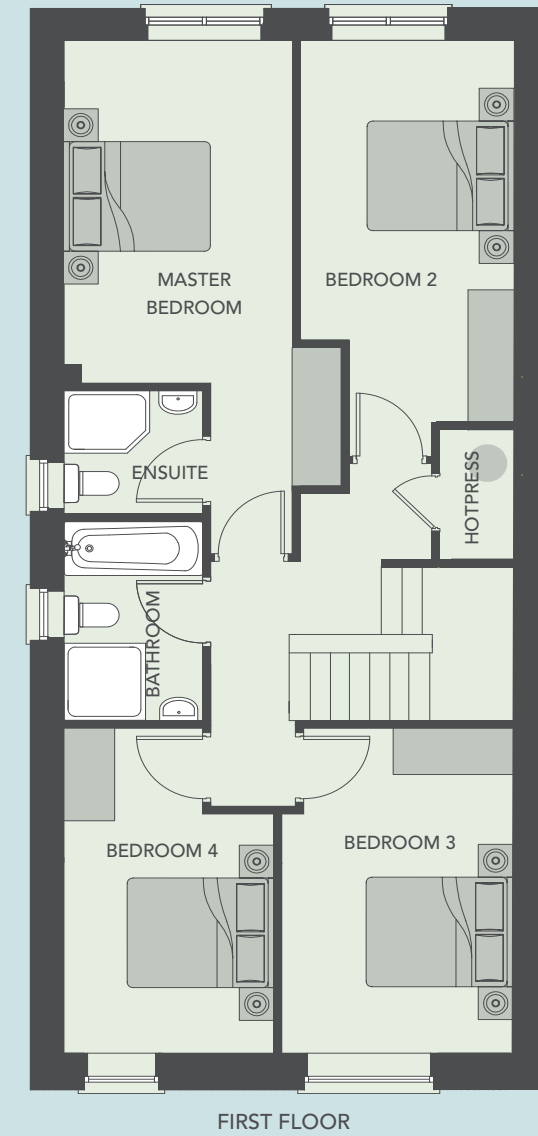 MASTER
BEDROOM
BEDROOM 2
ENSUITE
HOTPRESS
BATHROOM
BEDROOM 4
BEDROOM 3
FIRST FLOOR